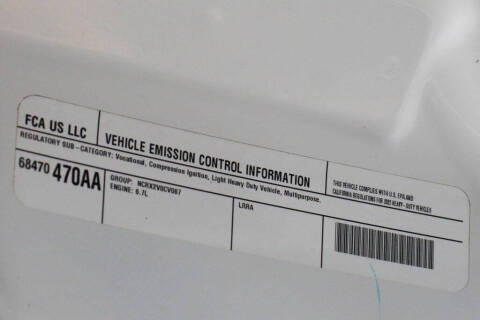 FCA US LLC
VEHICLE EMISSION CONTROL INFORMATION
REGULATORY SUB - CATEGORY: Vocational, Compression Ignition, Light Heavy Duty Vehicle, Multipurpose.
THIS VEHICLE COMPLIES WITH U.S. EPA AND
CALIFORNIA REGULATIONS FOR 2022 HEAVY - DUTY VEHICLES
68470 470AA
GROUP: NCRX2VOCV087
ENGINE: 6.7L
LRRA